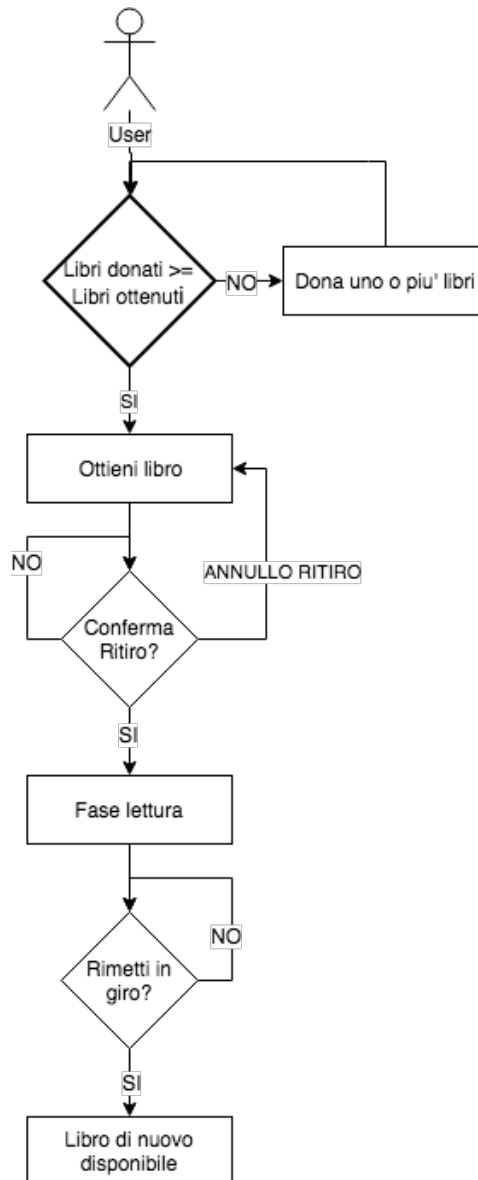 User
Libri donati >=
Libri ottenuti
NO
Dona uno o piu' libri
SI
Ottieni libro
NO
ANNULLO RITIRO
Conferma
Ritiro?
SI
Fase lettura
NO
Rimetti in
giro?
SI
Libro di nuovo
disponibile